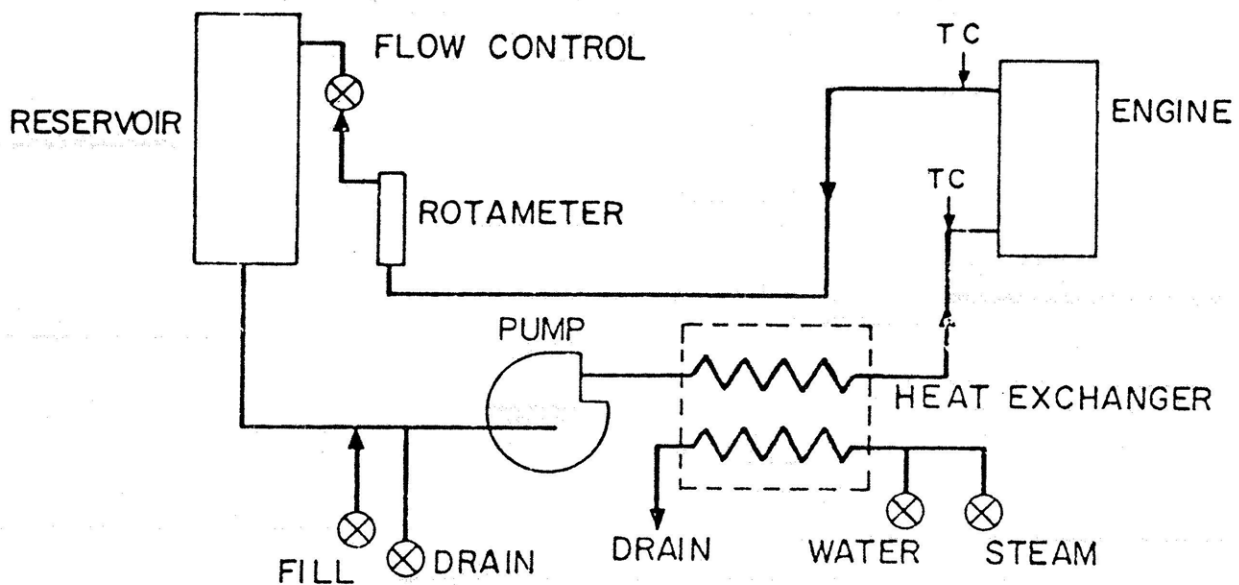 TC
FLOW CONTROL
RESERVOIR
ENGINE
TC
ROTAMETER
PUMP
HEAT EXCHANGER
DRAIN
WATER
STEAM
FILL
DRAIN